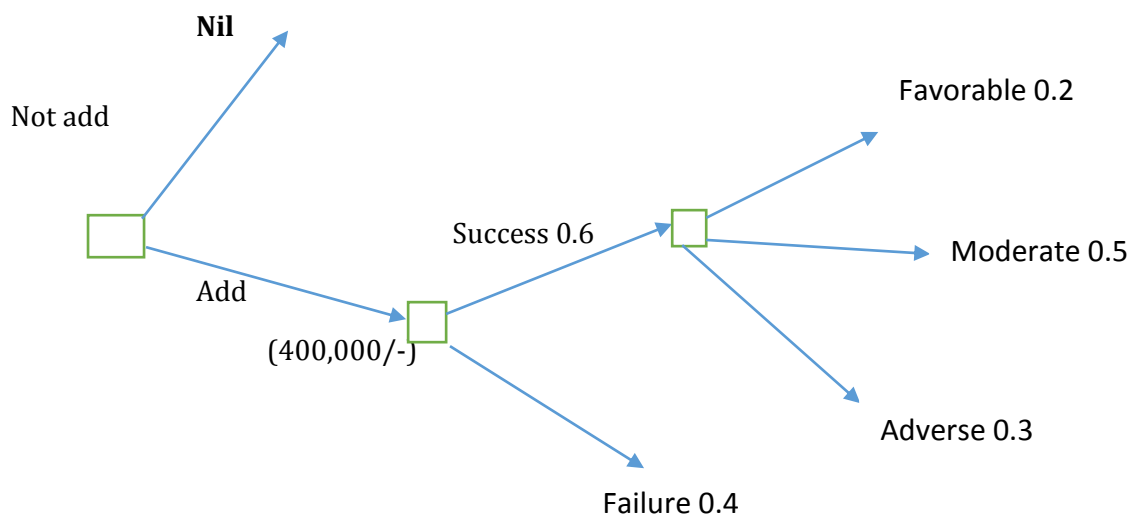 Nil
Favorable 0.2
Not add
Success 0.6
Moderate 0.5
Add
(400,000/-)
Adverse 0.3
Failure 0.4